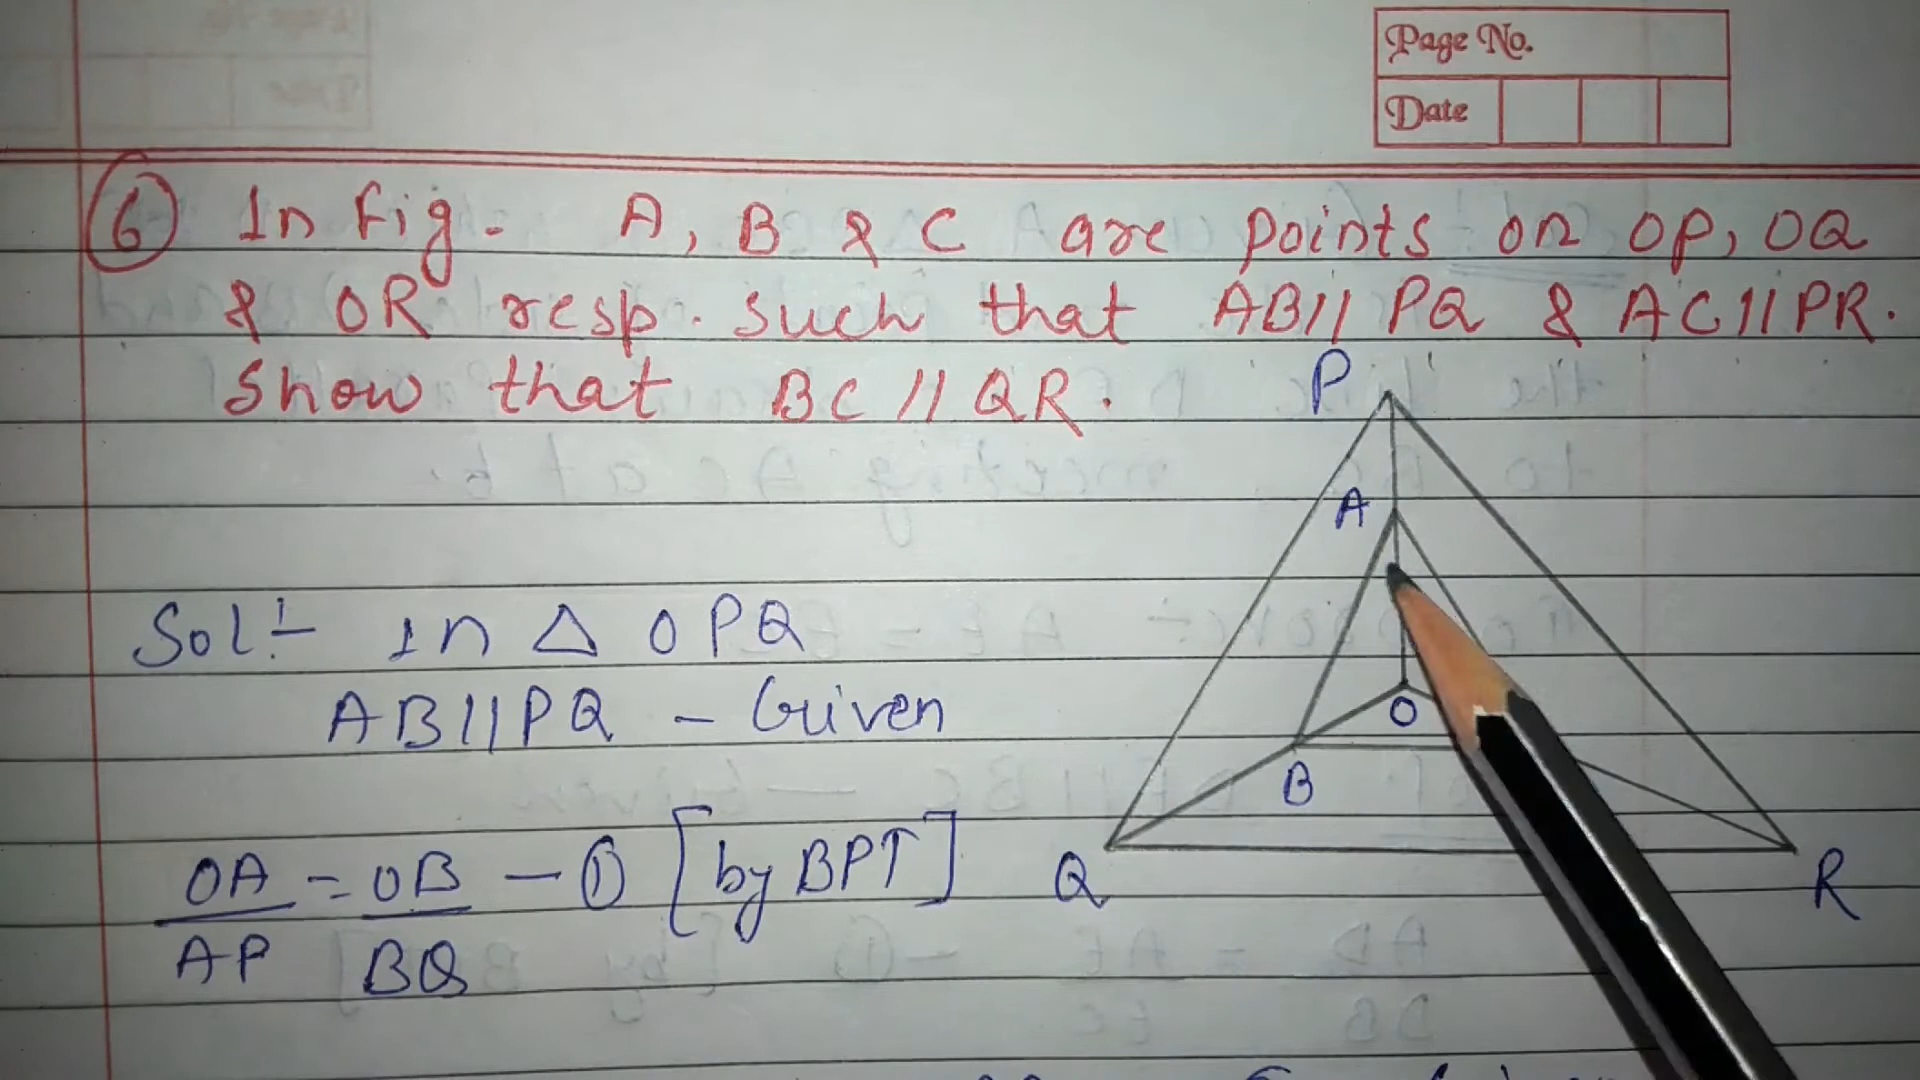 Page No.
Date
6 In fig. A, B & C are points on OP, OQ
& OR resp. such that AB || PQ & AC || PR.
Show that BC || QR.
P
A
Sol:- In △ OPQ
AB || PQ - Given
O
B
OA/AP = OB/BQ - ① [by BPT]
Q
R